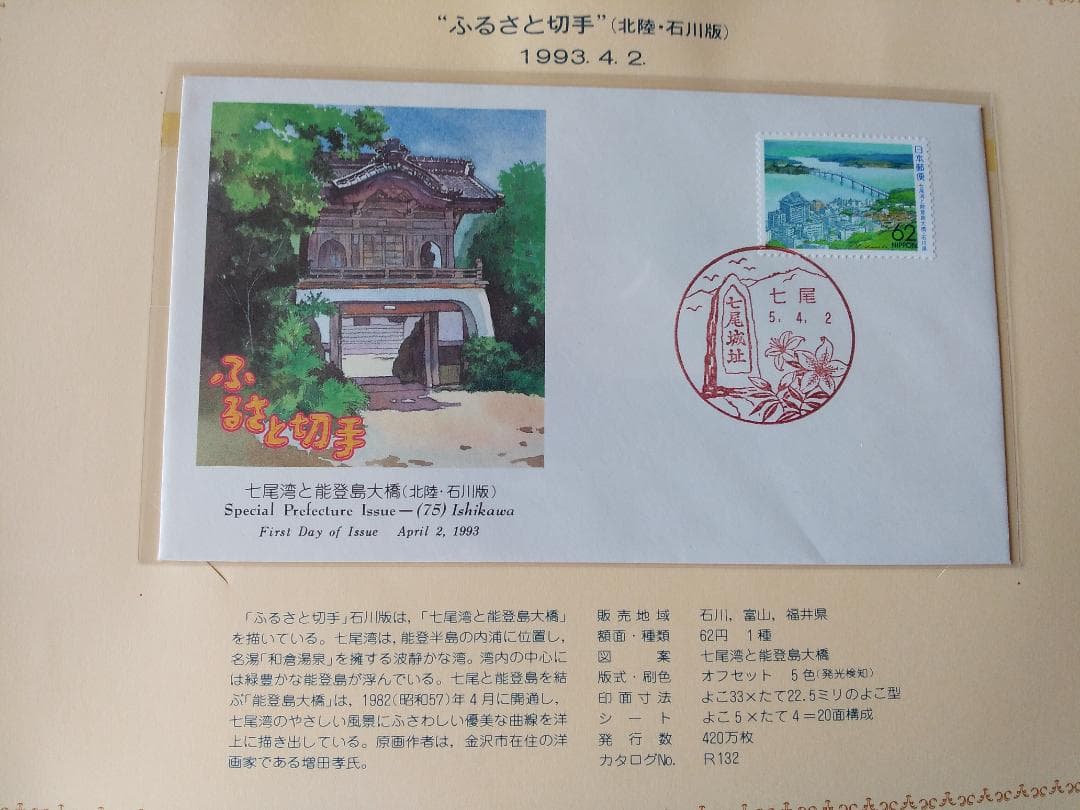 “ふるさと切手”(北陸・石川版)
1993. 4. 2.
日本郵便
七尾湾と能登島大橋・石川県
62
NIPPON
七尾
5. 4. 2
七尾城址
ふるさと切手
七尾湾と能登島大橋(北陸・石川版)
Special Prefecture Issue — (75) Ishikawa
First Day of Issue April 2, 1993
「ふるさと切手」石川版は,「七尾湾と能登島大橋」
を描いている。七尾湾は,能登半島の内浦に位置し,
名湯「和倉湯泉」を擁する波静かな湾。湾内の中心に
は緑豊かな能登島が浮んでいる。七尾と能登島を結
ぶ「能登島大橋」は, 1982(昭和57)年4月に開通し,
七尾湾のやさしい風景にふさわしい優美な曲線を洋
上に描き出している。原画作者は, 金沢市在住の洋
画家である増田孝氏。
販売地域 石川, 富山, 福井県
額面・種類 62円 1種
図案 七尾湾と能登島大橋
版式・刷色 オフセット 5色(発光検知)
印面寸法 よこ33×たて22.5ミリのよこ型
シート よこ5×たて4=20面構成
発行数 420万枚
カタログNo. R132